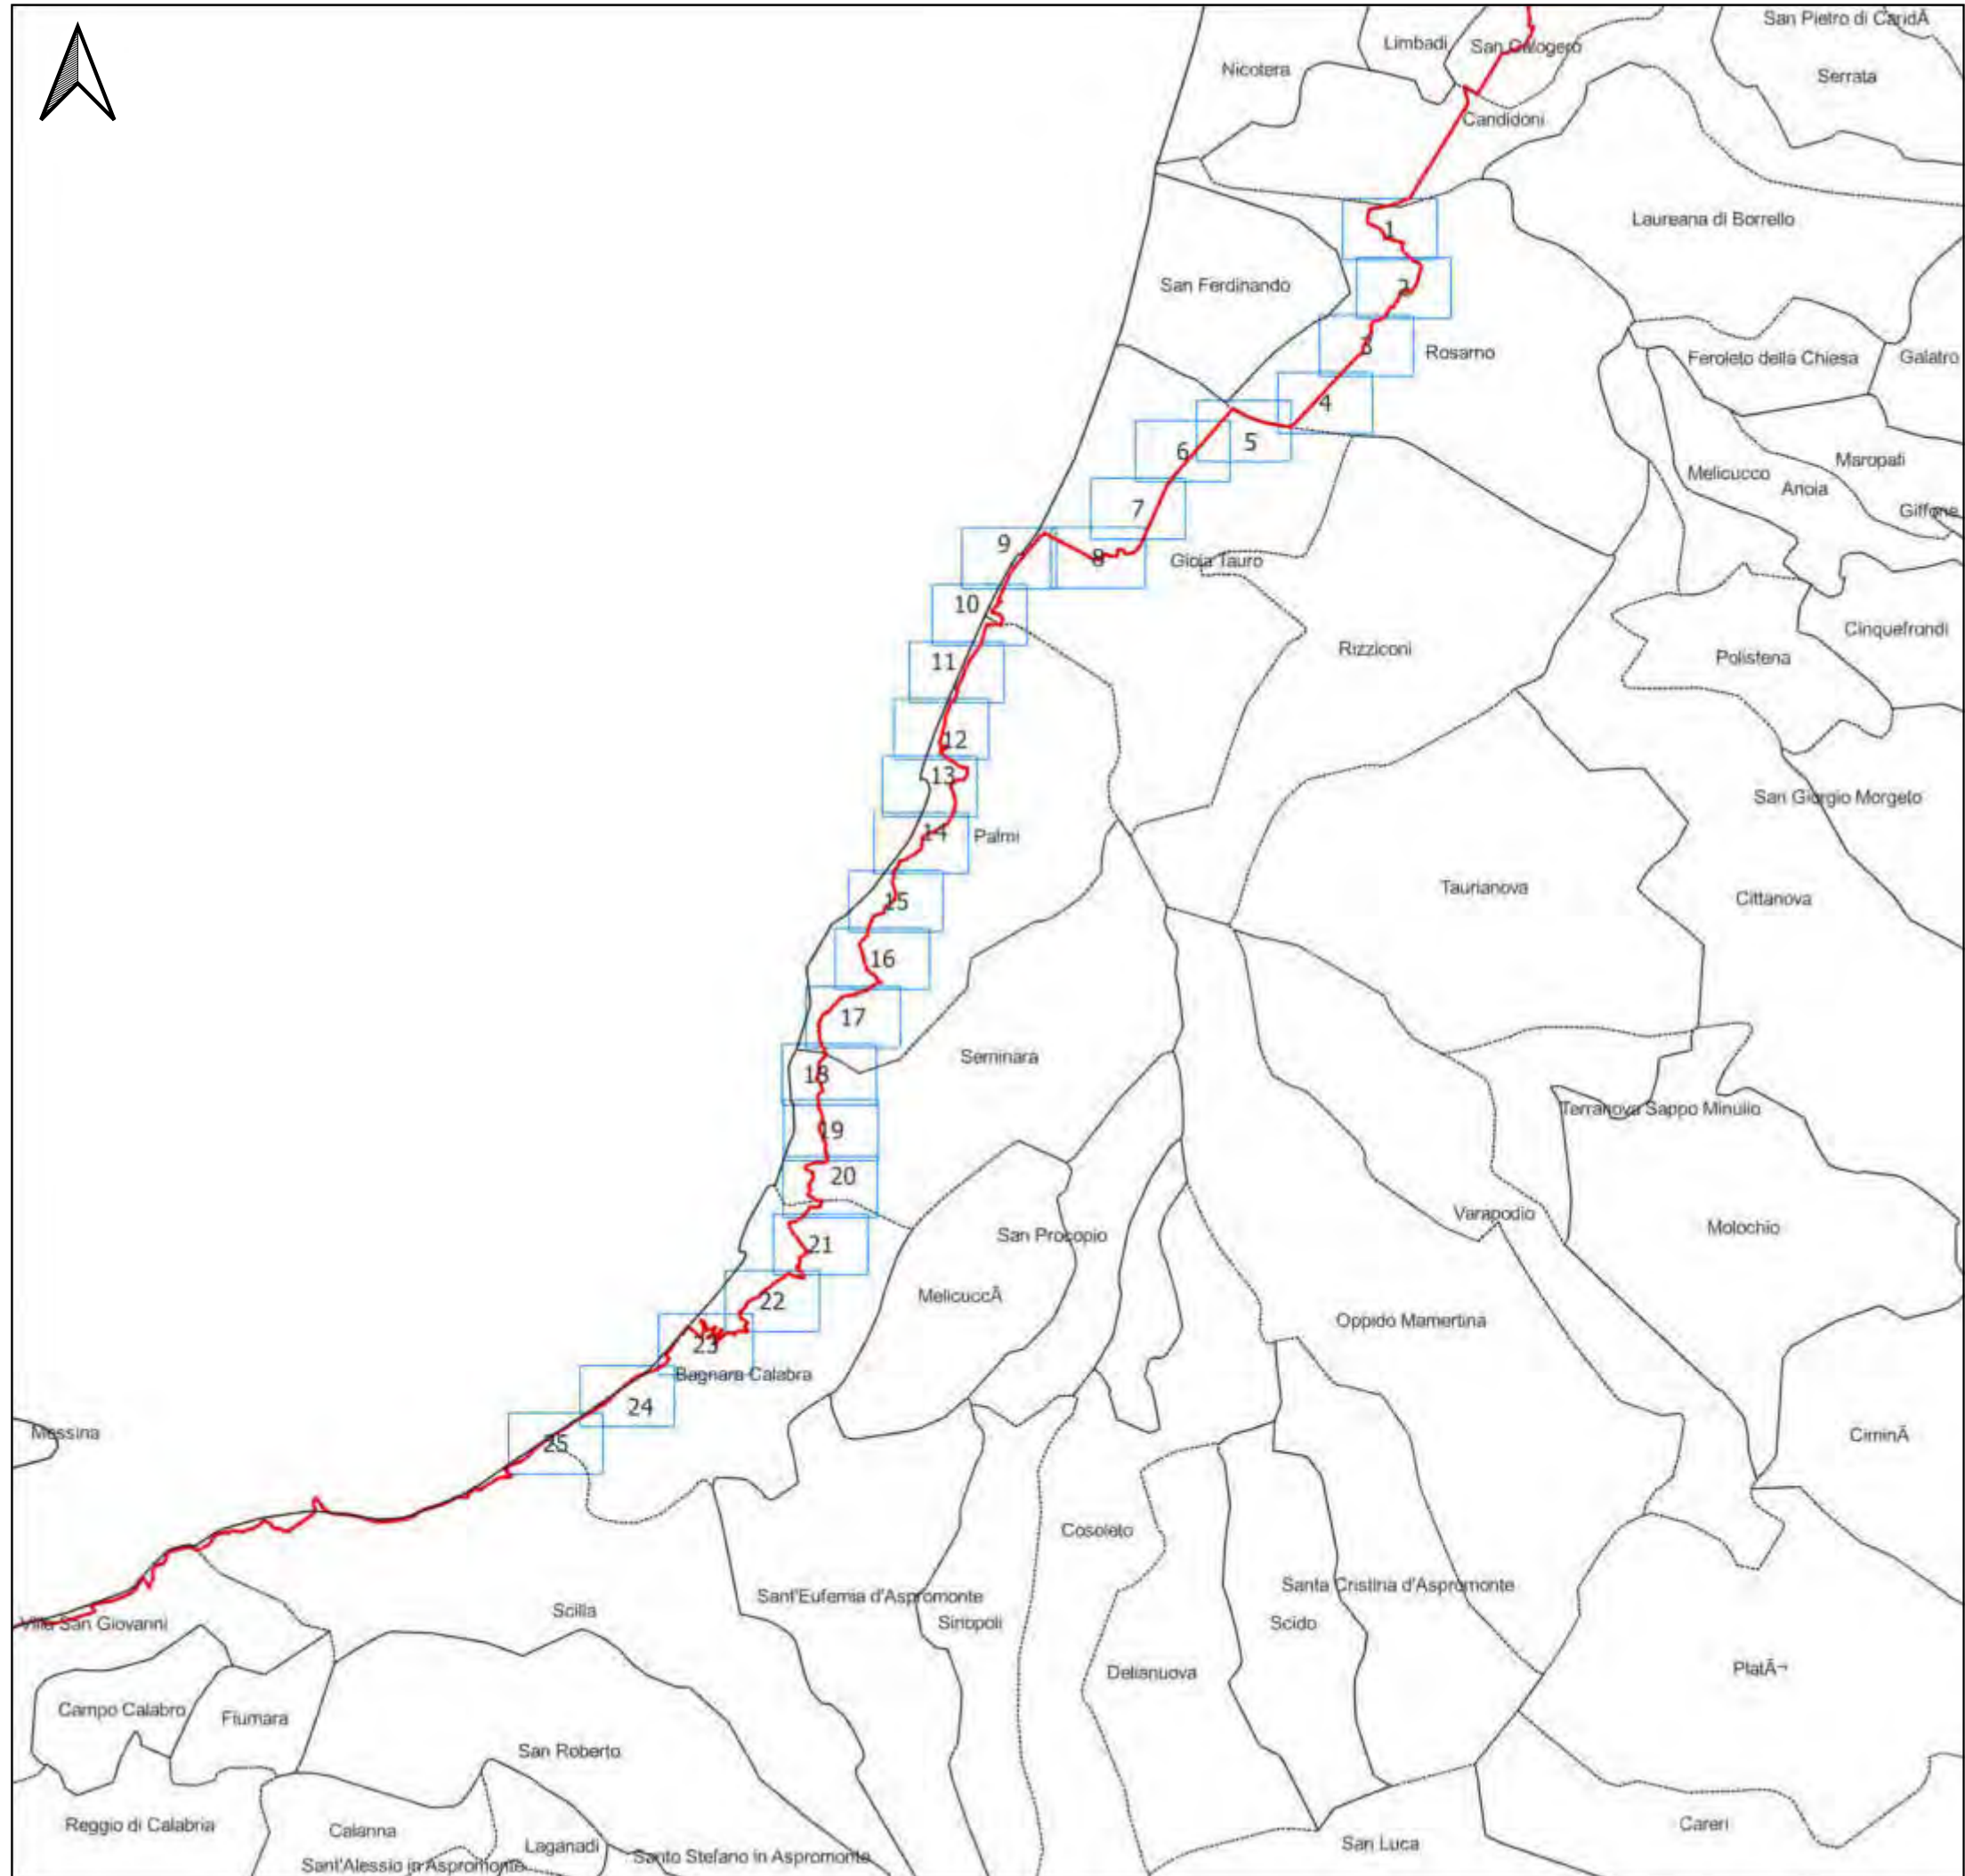 San Pietro di CaridÃ
Limbadi
San Calogero
Nicotera
Serrata
Candidoni
Laureana di Borrello
1
San Ferdinando
2
3
Rosarno
Feroleto della Chiesa
Galatro
4
5
6
Maropati
Melicucco
Anoia
Giffone
7
9
8
Gioia Tauro
10
Cinquefrondi
Rizziconi
Polistena
11
12
13
San Giorgio Morgeto
14
Palmi
Taurianova
Cittanova
15
16
17
Seminara
18
Terranova Sappo Minulio
19
20
Varapodio
Molochio
San Procopio
21
MelicuccÃ
22
Oppido Mamertina
23
Bagnara Calabra
24
Messina
25
CiminÃ
Cosoleto
Santa Cristina d'Aspromonte
Sant'Eufemia d'Aspromonte
Scilla
Villa San Giovanni
Sinopoli
Scido
Delianuova
PlatÃ¬
Campo Calabro
Fiumara
San Roberto
Reggio di Calabria
Calanna
Careri
Laganadi
San Luca
Santo Stefano in Aspromonte
Sant'Alessio in Aspromonte